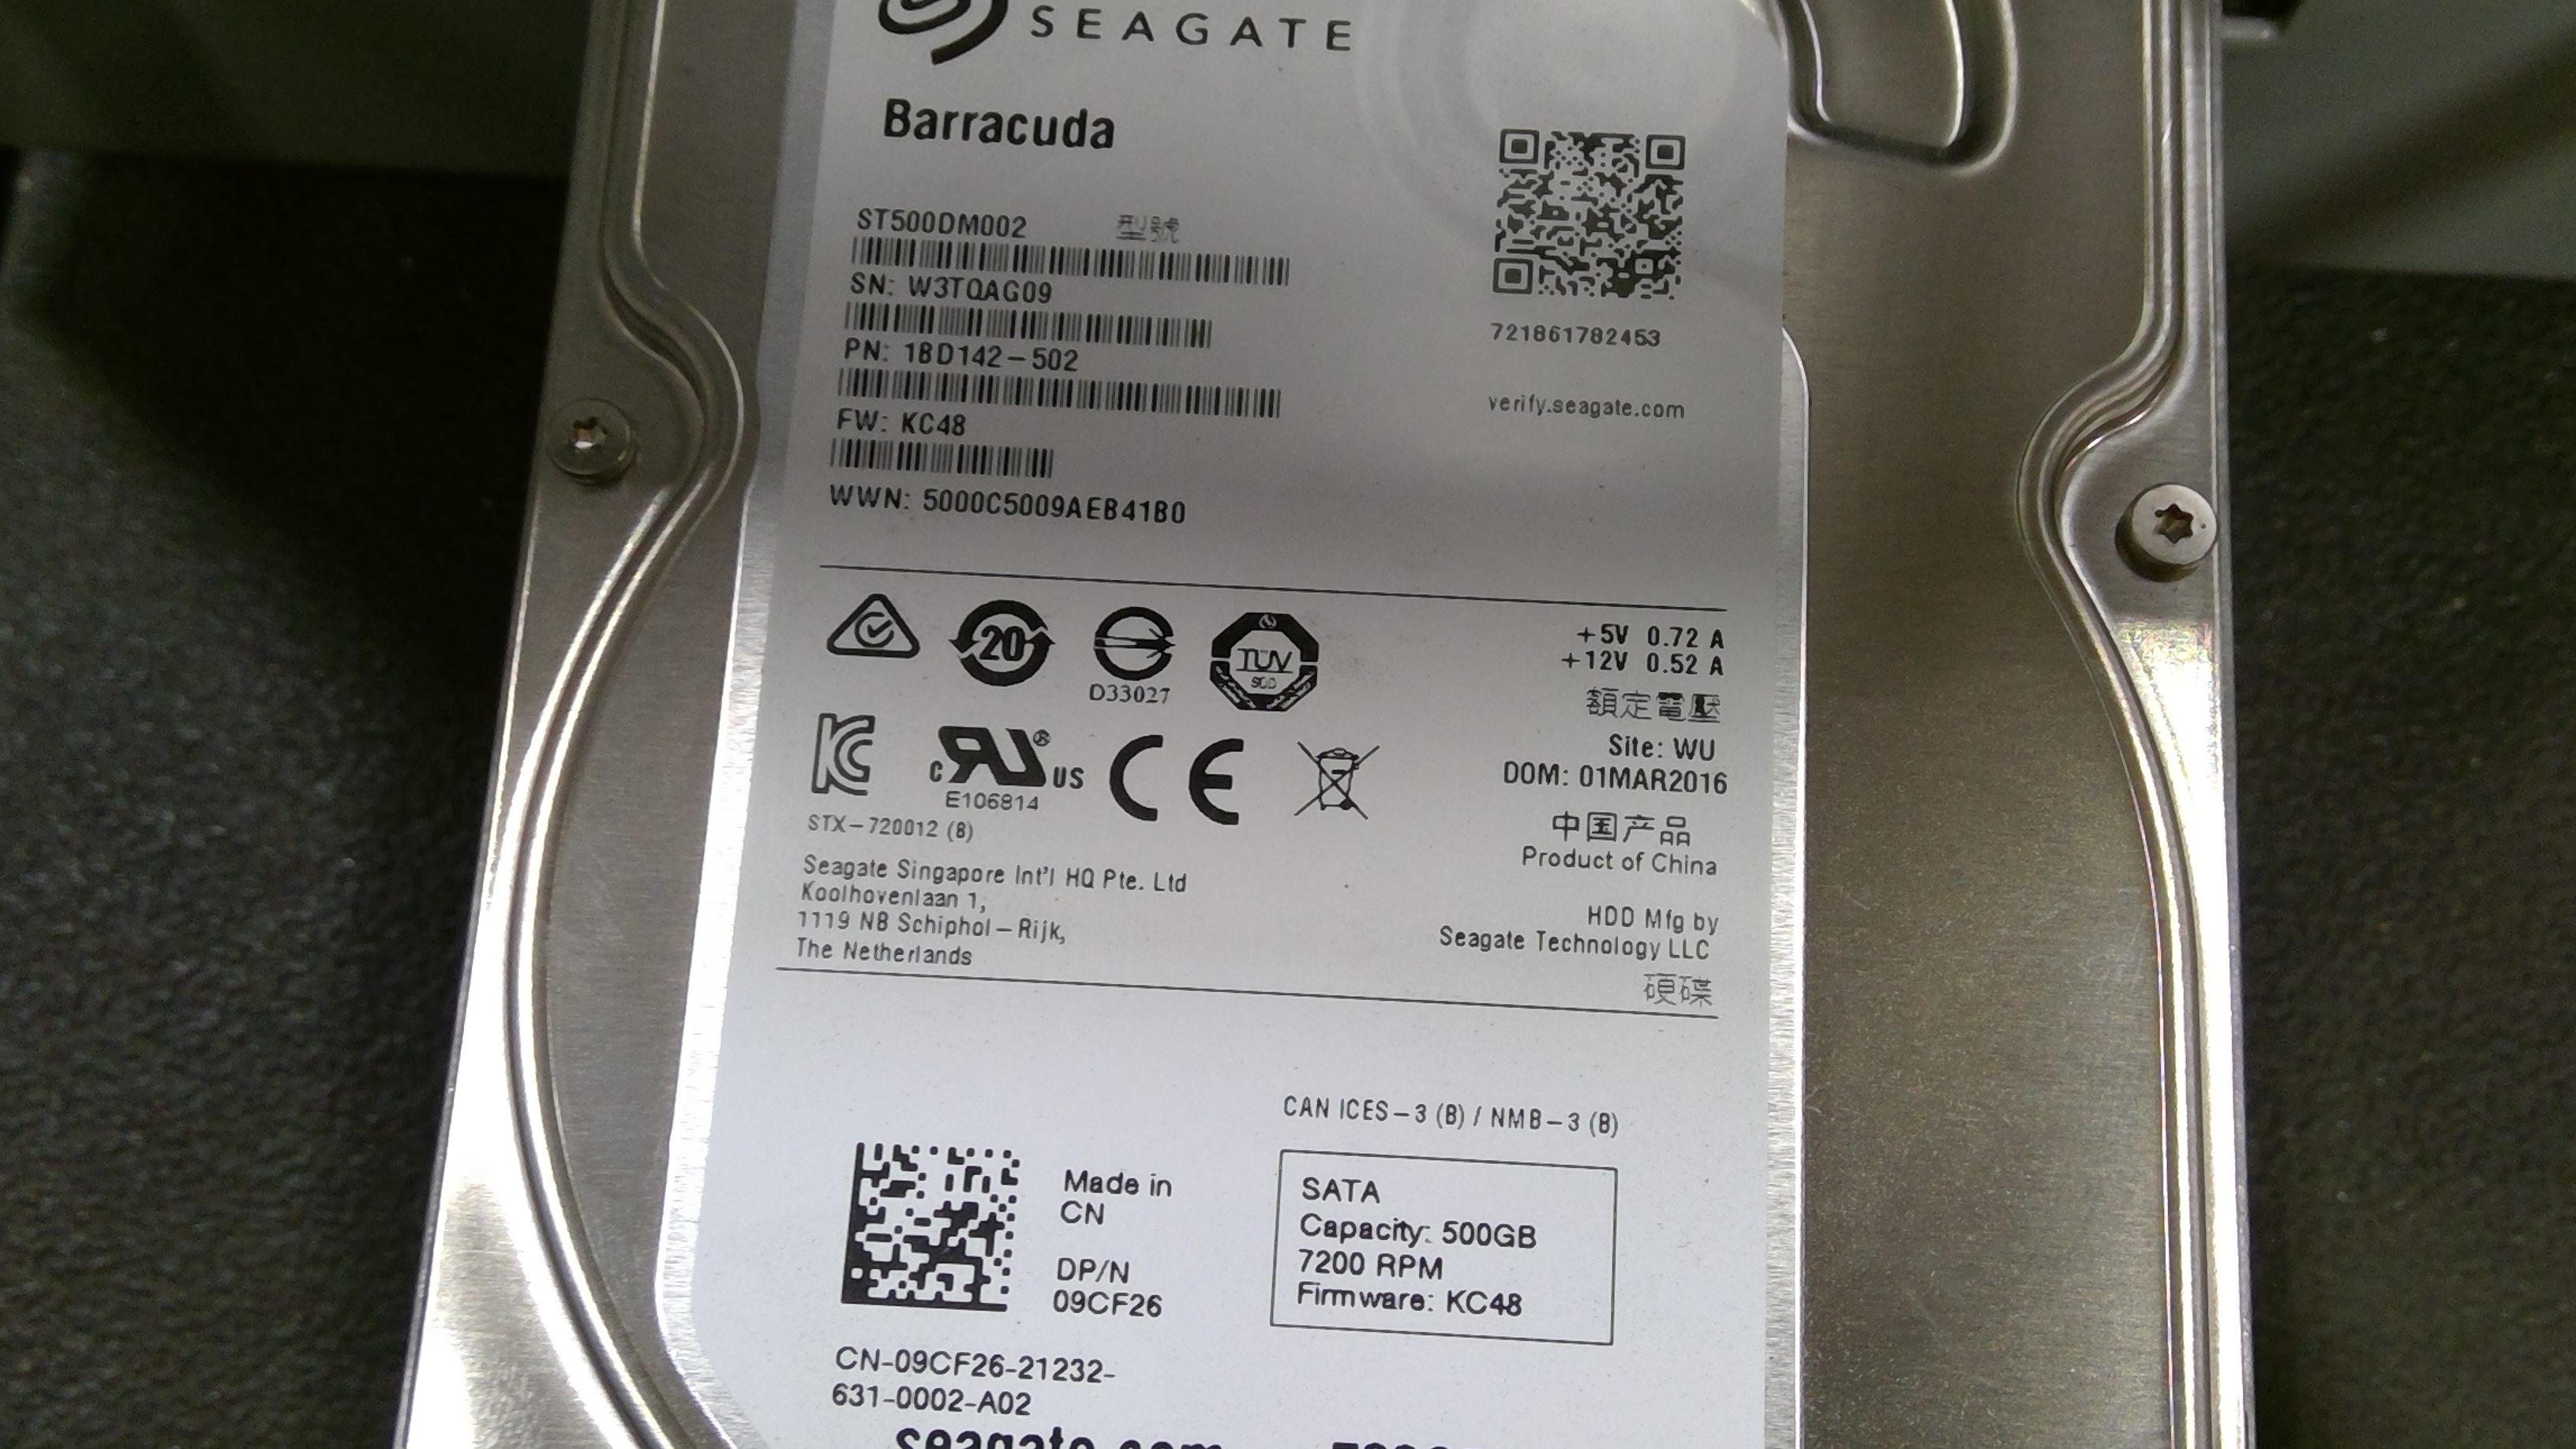 SEAGATE
Barracuda
ST500DM002 型號
SN: W3TQAG09
PN: 1BD142-502
FW: KC48
WWN: 5000C5009AEB41B0
721861782453
verify.seagate.com
20
D33027
TÜV
SÜD
+5V 0.72 A
+12V 0.52 A
額定電壓
Site: WU
DOM: 01MAR2016
中国产品
Product of China
HDD Mfg by
Seagate Technology LLC
硬碟
c RU ® US
E106814
CE
STX-720012 (B)
Seagate Singapore Int'l HQ Pte. Ltd
Koolhovenlaan 1,
1119 NB Schiphol-Rijk,
The Netherlands
CAN ICES-3 (B) / NMB-3 (B)
Made in
CN
DP/N
09CF26
SATA
Capacity: 500GB
7200 RPM
Firmware: KC48
CN-09CF26-21232-
631-0002-A02
seagate.com